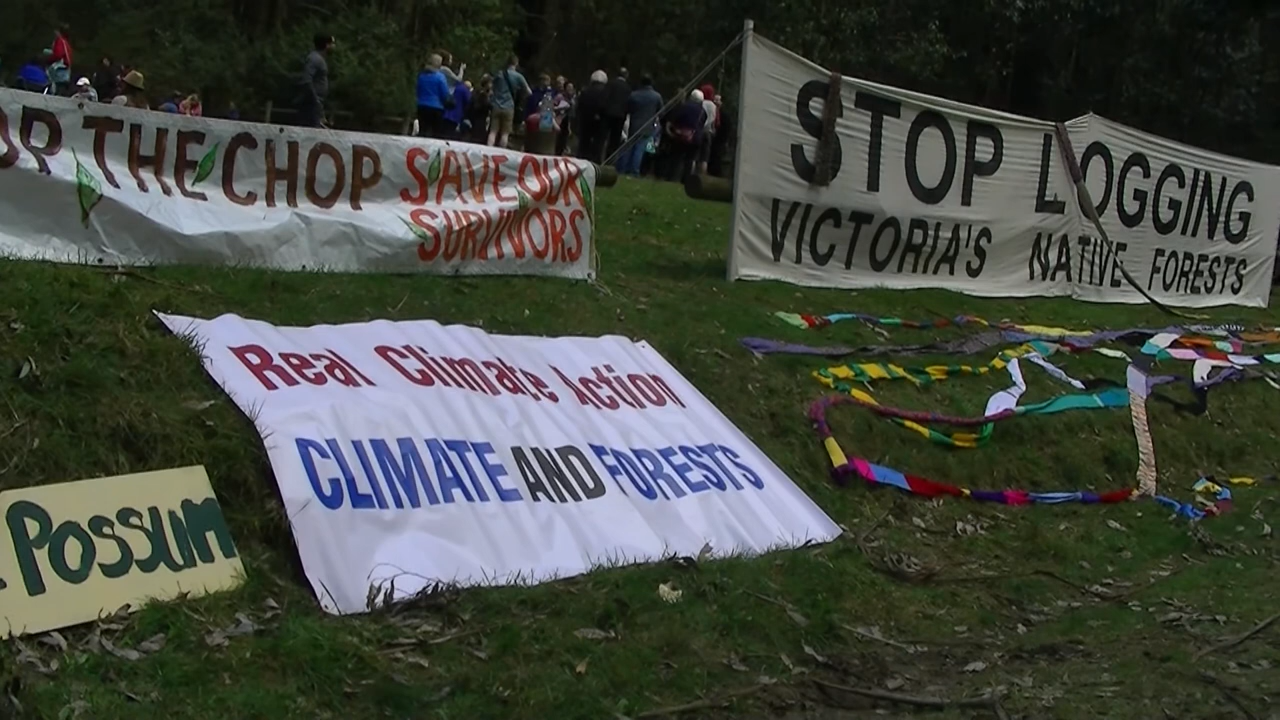 THE CHOP SAVE OUR
SURVIVORS
STOP LOGGING
VICTORIA'S NATIVE FORESTS
Real Climate Action
CLIMATE AND FORESTS
Possum